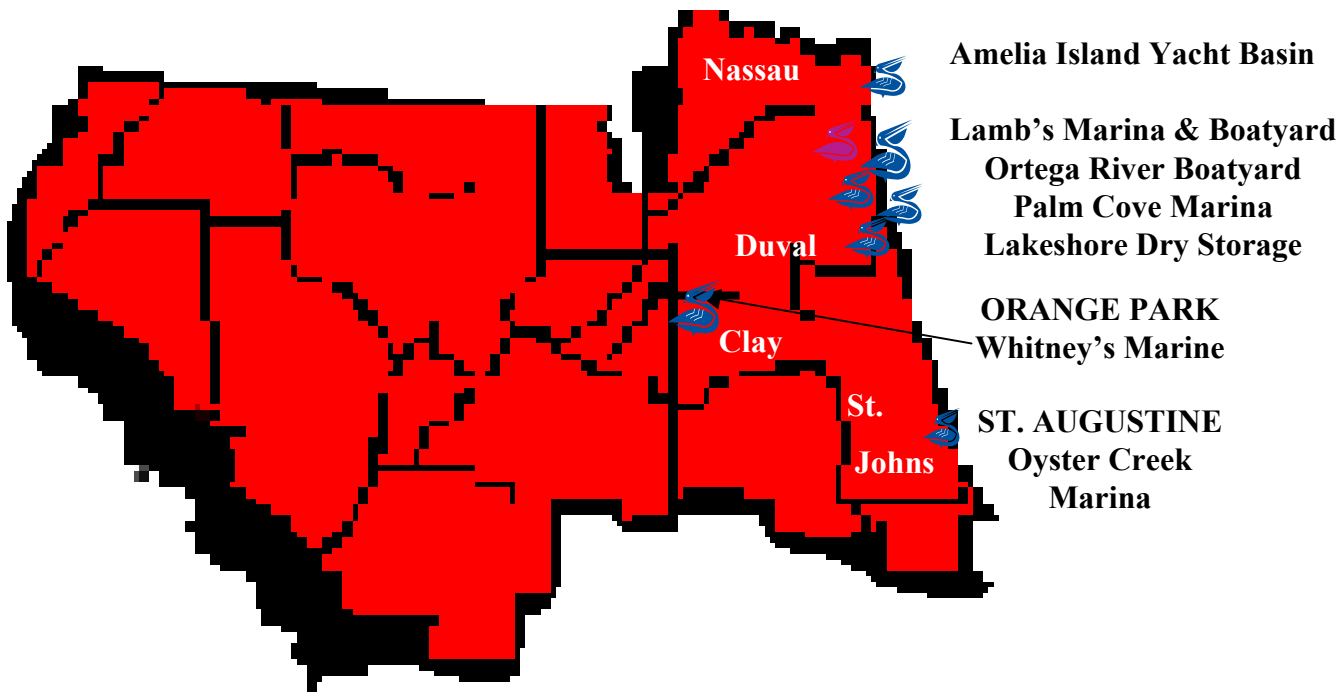 Nassau
Amelia Island Yacht Basin
Lamb's Marina & Boatyard
Ortega River Boatyard
Palm Cove Marina
Lakeshore Dry Storage
Duval
ORANGE PARK
Whitney's Marine
Clay
St.
Johns
ST. AUGUSTINE
Oyster Creek
Marina